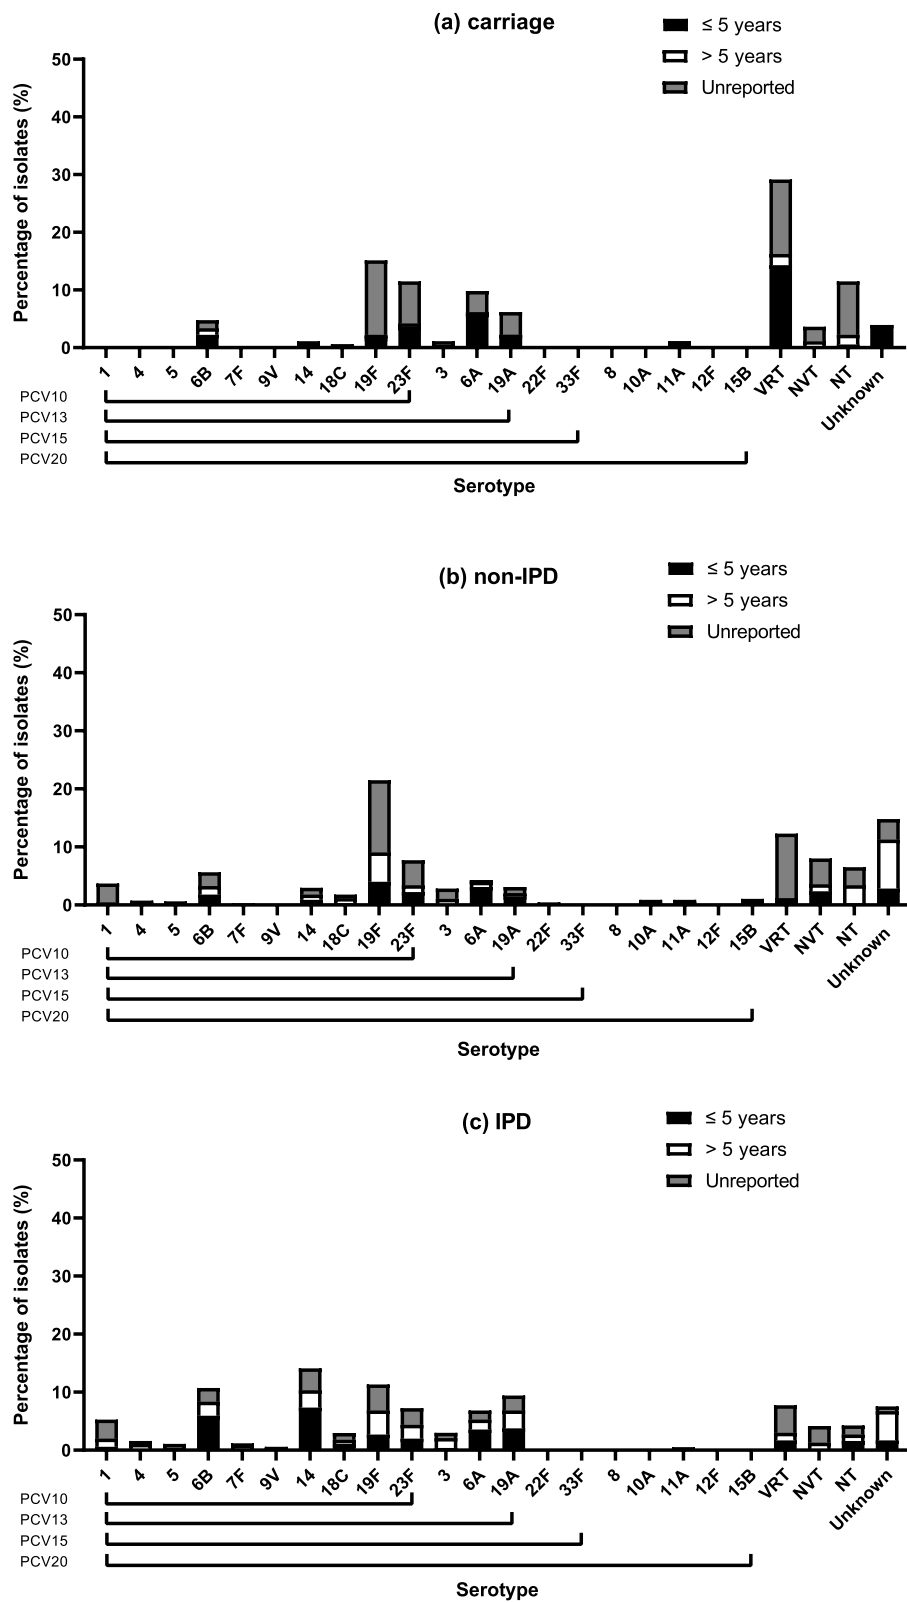 (a) carriage
≤ 5 years
> 5 years
Unreported
Percentage of isolates (%)
50
40
30
20
10
0
1 4 5 6B 7F 9V 14 18C 19F 23F 3 6A 19A 22F 33F 8 10A 11A 12F 15B VRT NVT NT Unknown
PCV10
PCV13
PCV15
PCV20
Serotype
(b) non-IPD
≤ 5 years
> 5 years
Unreported
Percentage of isolates (%)
50
40
30
20
10
0
1 4 5 6B 7F 9V 14 18C 19F 23F 3 6A 19A 22F 33F 8 10A 11A 12F 15B VRT NVT NT Unknown
PCV10
PCV13
PCV15
PCV20
Serotype
(c) IPD
≤ 5 years
> 5 years
Unreported
Percentage of isolates (%)
50
40
30
20
10
0
1 4 5 6B 7F 9V 14 18C 19F 23F 3 6A 19A 22F 33F 8 10A 11A 12F 15B VRT NVT NT Unknown
PCV10
PCV13
PCV15
PCV20
Serotype